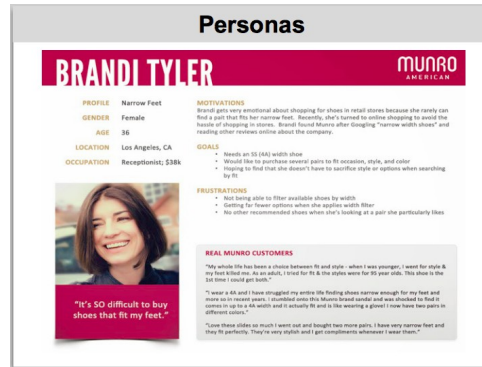 Personas
BRANDI TYLER
MUNRO
AMERICAN
PROFILE Narrow Feet
GENDER Female
AGE 36
LOCATION Los Angeles, CA
OCCUPATION Receptionist; $38k
MOTIVATIONS
Brandi gets very emotional about shopping for shoes in retail stores because she rarely can
find a pair that fits her narrow feet. Recently, she's turned to online shopping to avoid the
hassle of shopping in stores. Brandi found Munro after Googling "narrow width shoes" and
reading other reviews online about the company.
GOALS
• Needs an SS (4A) width shoe
• Would like to purchase several pairs to fit occasion, style, and color
• Hoping to find that she doesn't have to sacrifice style or options when searching
by fit
FRUSTRATIONS
• Not being able to filter available shoes by width
• Getting far fewer options when she applies width filter
• No other recommended shoes when she's looking at a pair she particularly likes
"It's SO difficult to buy
shoes that fit my feet."
REAL MUNRO CUSTOMERS
"My whole life has been a choice between fit and style - when I was younger, I went for style &
my feet killed me. As an adult, I tried for fit & the styles were for 95 year olds. This shoe is the
1st time I could get both."
"I wear a 4A and I have struggled my entire life finding shoes narrow enough for my feet and
more so in recent years. I stumbled onto this Munro brand sandal and was shocked to find it
comes in up to a 4A width and it actually fit and is like wearing a glove! I now have two pairs in
different colors."
"Love these slides so much I went out and bought two more pairs. I have very narrow feet and
they fit perfectly. They're very stylish and I get compliments whenever I wear them."